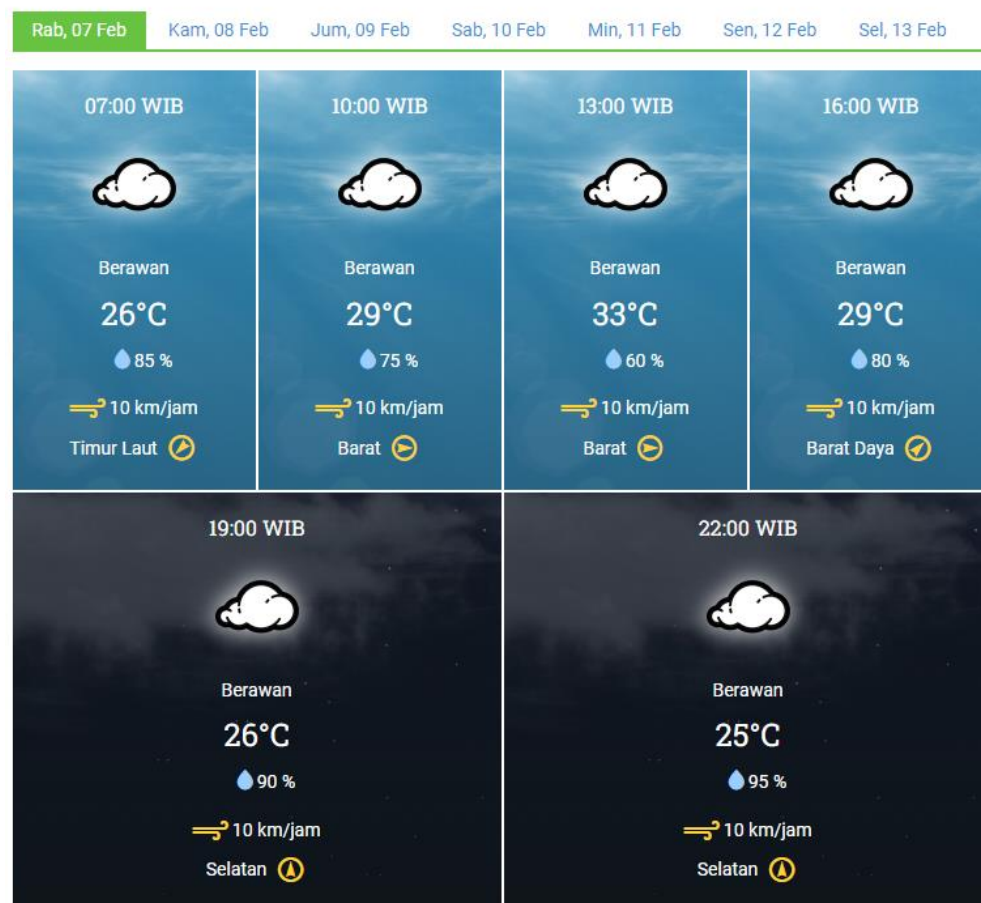 Rab, 07 Feb Kam, 08 Feb Jum, 09 Feb Sab, 10 Feb Min, 11 Feb Sen, 12 Feb Sel, 13 Feb
07:00 WIB
Berawan
26°C
85 %
10 km/jam
Timur Laut
10:00 WIB
Berawan
29°C
75 %
10 km/jam
Barat
13:00 WIB
Berawan
33°C
60 %
10 km/jam
Barat
16:00 WIB
Berawan
29°C
80 %
10 km/jam
Barat Daya
19:00 WIB
Berawan
26°C
90 %
10 km/jam
Selatan
22:00 WIB
Berawan
25°C
95 %
10 km/jam
Selatan